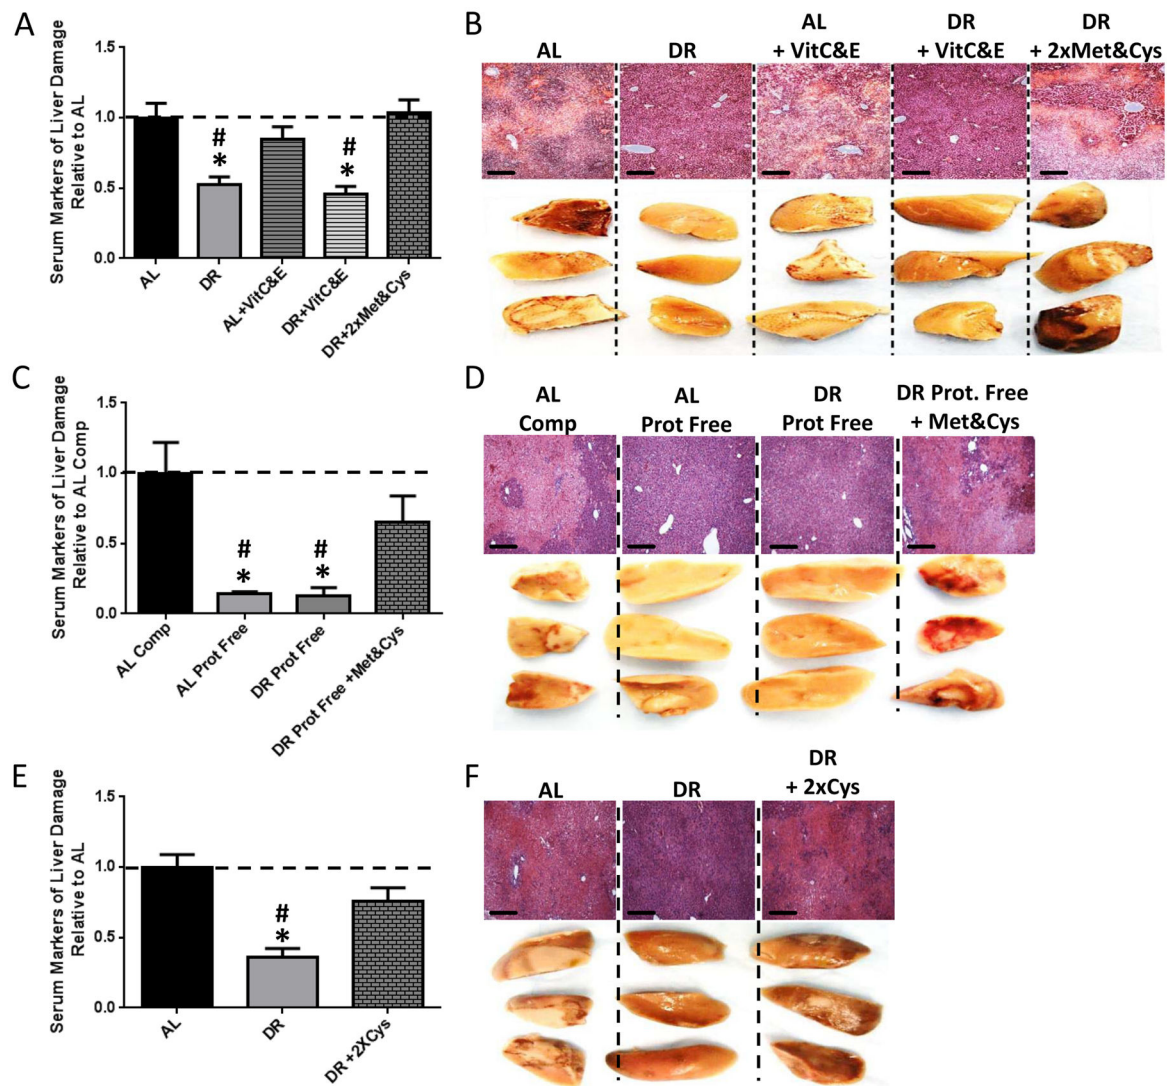 A
Serum Markers of Liver Damage
Relative to AL
1.5
1.0
0.5
0.0
#
*
#
*
AL
DR
AL+VitC&E
DR+VitC&E
DR+2xMet&Cys
B
AL
DR
AL
+ VitC&E
DR
+ VitC&E
DR
+ 2xMet&Cys
C
Serum Markers of Liver Damage
Relative to AL Comp
1.5
1.0
0.5
0.0
#
*
#
*
AL Comp
AL Prot Free
DR Prot Free
DR Prot Free +Met&Cys
D
AL
Comp
AL
Prot Free
DR
Prot Free
DR Prot. Free
+ Met&Cys
E
Serum Markers of Liver Damage
Relative to AL
1.5
1.0
0.5
0.0
#
*
AL
DR
DR +2XCys
F
AL
DR
DR
+ 2xCys